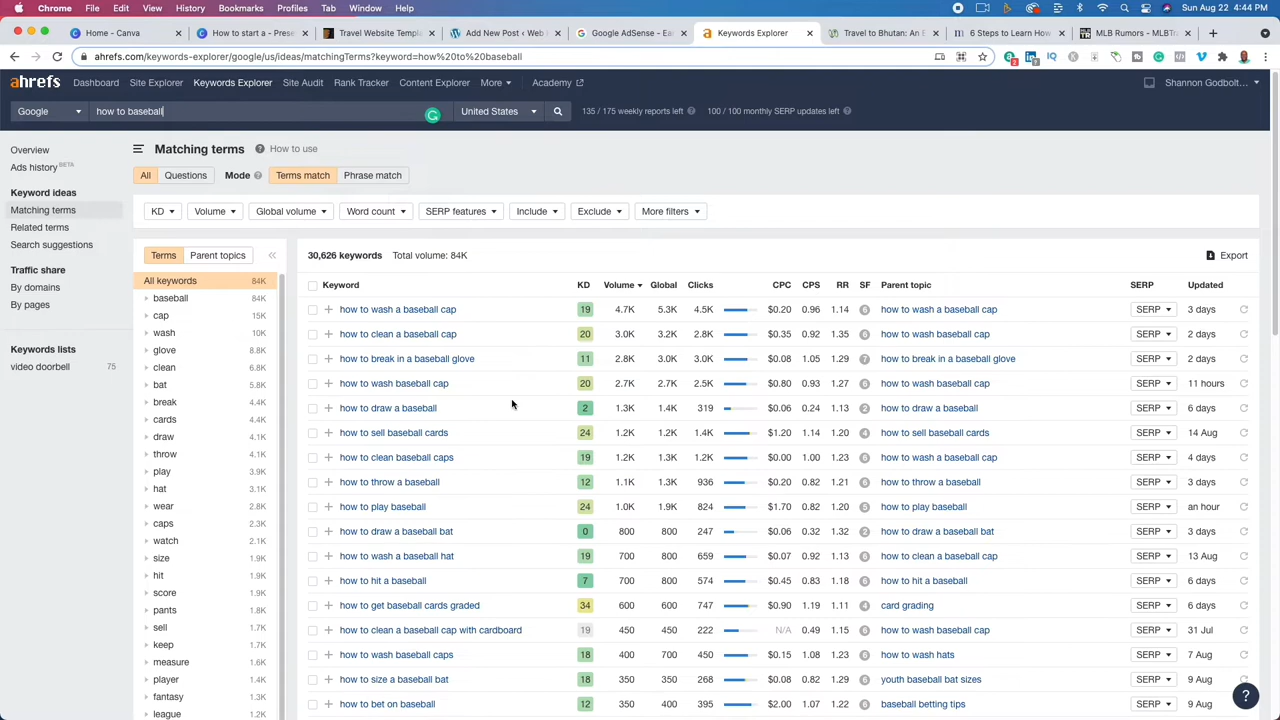 Chrome File Edit View History Bookmarks Profiles Tab Window Help Sun Aug 22 4:44 PM
Home – Canva How to start a - Prese Travel Website Templa Add New Post ‹ Web Google AdSense - Ear Keywords Explorer Travel to Bhutan: An E 6 Steps to Learn How MLB Rumors - MLBTra
ahrefs.com/keywords-explorer/google/us/ideas/matchingTerms?keyword=how%20to%20baseball
ahrefs Dashboard Site Explorer Keywords Explorer Site Audit Rank Tracker Content Explorer More Academy Shannon Godbolt...
Google how to baseball United States 135 / 175 weekly reports left 100 / 100 monthly SERP updates left
Overview
Ads history BETA
Keyword ideas
Matching terms
Related terms
Search suggestions
Traffic share
By domains
By pages
Keywords lists
video doorbell 75
Matching terms How to use
All Questions Mode Terms match Phrase match
KD Volume Global volume Word count SERP features Include Exclude More filters
Terms Parent topics
All keywords 84K
baseball 84K
cap 15K
wash 10K
glove 8.8K
clean 6.8K
bat 5.8K
break 4.4K
cards 4.4K
draw 4.1K
throw 4.1K
play 3.9K
hat 3.1K
wear 2.8K
caps 2.3K
watch 2.1K
size 1.9K
hit 1.9K
score 1.9K
pants 1.8K
sell 1.7K
keep 1.7K
measure 1.6K
player 1.4K
fantasy 1.3K
league 1.2K
30,626 keywords Total volume: 84K Export
Keyword KD Volume Global Clicks CPC CPS RR SF Parent topic SERP Updated
how to wash a baseball cap 19 4.7K 5.3K 4.5K $0.20 0.96 1.14 6 how to wash a baseball cap SERP 3 days
how to clean a baseball cap 20 3.0K 3.2K 2.8K $0.35 0.92 1.35 6 how to wash baseball cap SERP 2 days
how to break in a baseball glove 11 2.8K 3.0K 3.0K $0.08 1.05 1.29 7 how to break in a baseball glove SERP 2 days
how to wash baseball cap 20 2.7K 2.7K 2.5K $0.80 0.93 1.27 6 how to wash baseball cap SERP 11 hours
how to draw a baseball 2 1.3K 1.4K 319 $0.06 0.24 1.13 2 how to draw a baseball SERP 6 days
how to sell baseball cards 24 1.2K 1.2K 1.4K $1.20 1.14 1.20 4 how to sell baseball cards SERP 14 Aug
how to clean baseball caps 19 1.2K 1.3K 1.2K $0.00 1.00 1.23 6 how to wash a baseball cap SERP 4 days
how to throw a baseball 12 1.1K 1.3K 936 $0.20 0.82 1.21 6 how to throw a baseball SERP 3 days
how to play baseball 24 1.0K 1.9K 824 $1.70 0.82 1.20 5 how to play baseball SERP an hour
how to draw a baseball bat 0 800 800 247 $0.06 0.32 1.32 2 how to draw a baseball bat SERP 3 days
how to wash a baseball hat 19 700 800 659 $0.07 0.92 1.13 6 how to clean a baseball cap SERP 13 Aug
how to hit a baseball 7 700 800 574 $0.45 0.83 1.18 6 how to hit a baseball SERP 6 days
how to get baseball cards graded 34 600 600 747 $0.90 1.19 1.11 4 card grading SERP 6 days
how to clean a baseball cap with cardboard 19 450 450 222 N/A 0.49 1.15 6 how to wash baseball cap SERP 31 Jul
how to wash baseball caps 18 400 700 450 $0.15 1.08 1.23 6 how to wash hats SERP 7 Aug
how to size a baseball bat 18 350 350 268 $0.08 0.82 1.29 6 youth baseball bat sizes SERP 9 Aug
how to bet on baseball 12 350 400 395 $2.00 1.07 1.22 6 baseball betting tips SERP 9 Aug